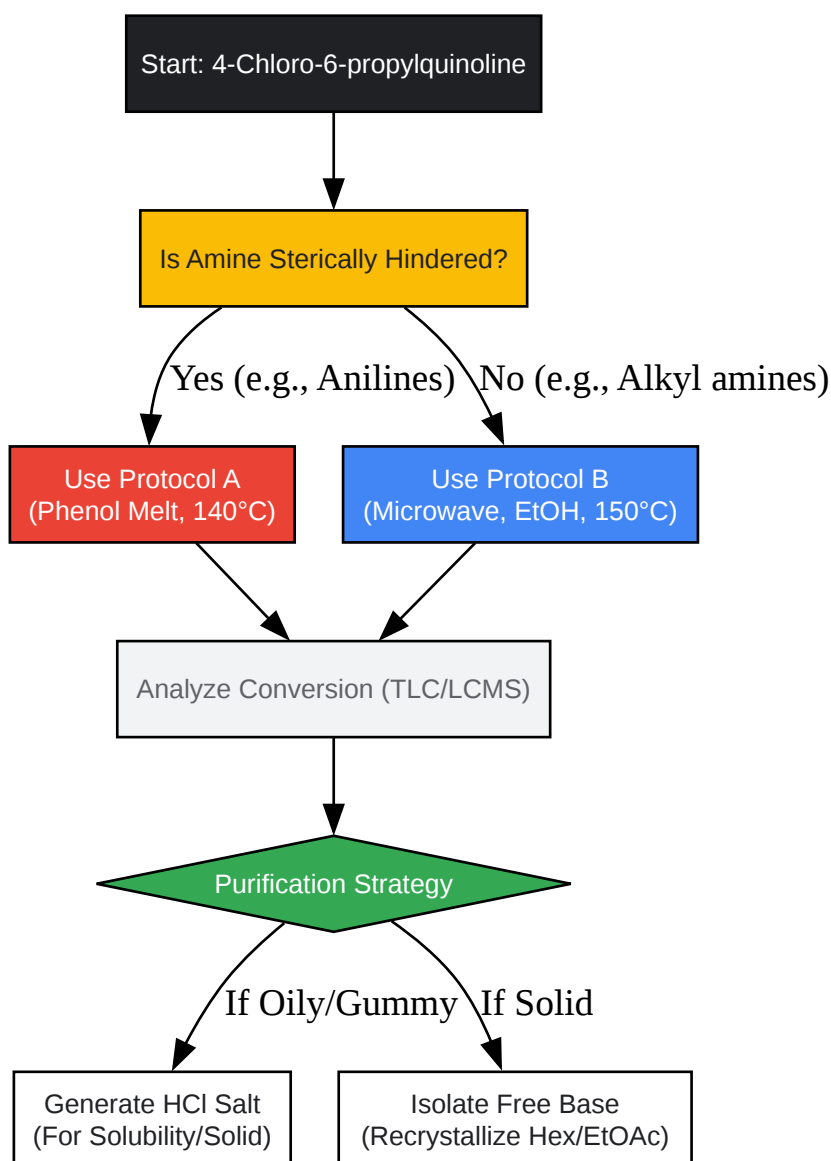 Start: 4-Chloro-6-propylquinoline
Is Amine Sterically Hindered?
Yes (e.g., Anilines)
No (e.g., Alkyl amines)
Use Protocol A
(Phenol Melt, 140°C)
Use Protocol B
(Microwave, EtOH, 150°C)
Analyze Conversion (TLC/LCMS)
Purification Strategy
If Oily/Gummy
If Solid
Generate HCl Salt
(For Solubility/Solid)
Isolate Free Base
(Recrystallize Hex/EtOAc)